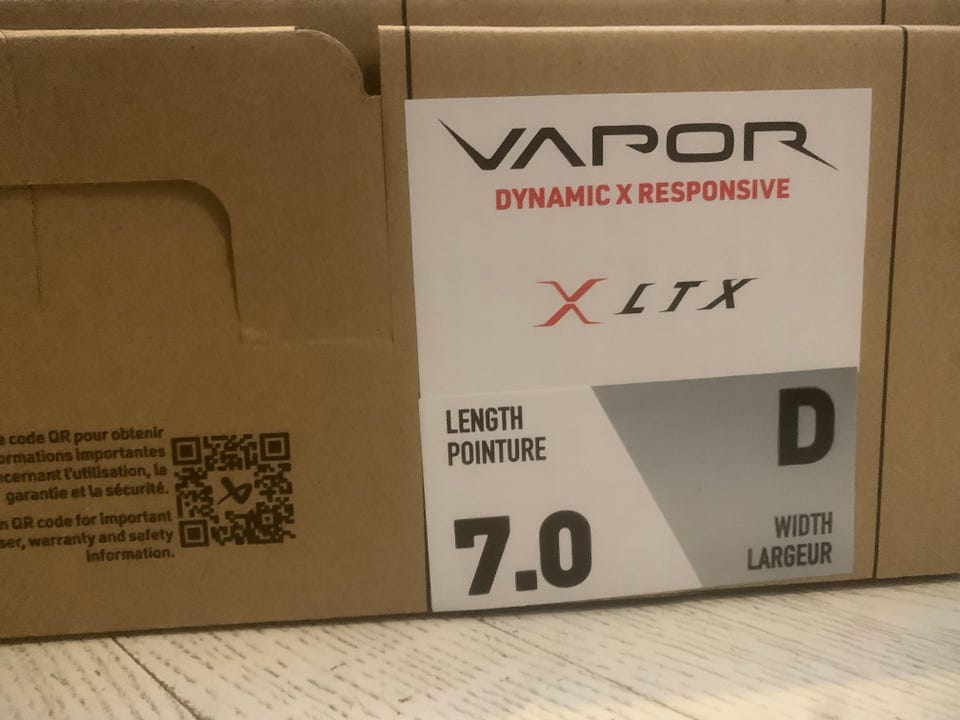 VAPOR
DYNAMIC X RESPONSIVE
X LTX
LENGTH
POINTURE
7.0
D
WIDTH
LARGEUR
code QR pour obtenir
importantes
l'utilisation, la
garantie et la sécurité.
QR code for important
warranty and safety
information.